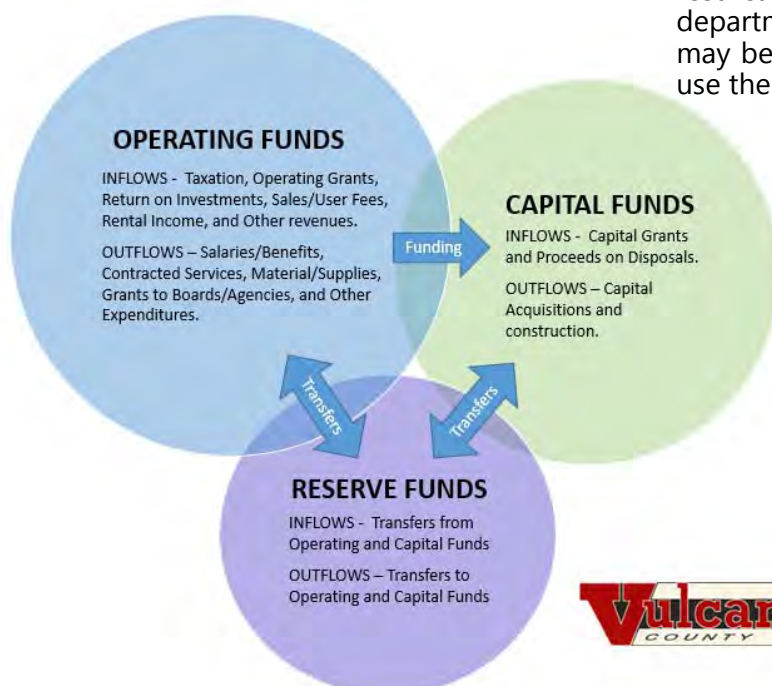 departm
may be
use the
OPERATING FUNDS
INFLOWS - Taxation, Operating Grants,
Return on Investments, Sales/User Fees,
Rental Income, and Other revenues.
OUTFLOWS – Salaries/Benefits,
Contracted Services, Material/Supplies,
Grants to Boards/Agencies, and Other
Expenditures.
Funding
CAPITAL FUNDS
INFLOWS - Capital Grants
and Proceeds on Disposals.
OUTFLOWS – Capital
Acquisitions and
construction.
Transfers
Transfers
RESERVE FUNDS
INFLOWS - Transfers from
Operating and Capital Funds
OUTFLOWS – Transfers to
Operating and Capital Funds
Vulcan
COUNTY